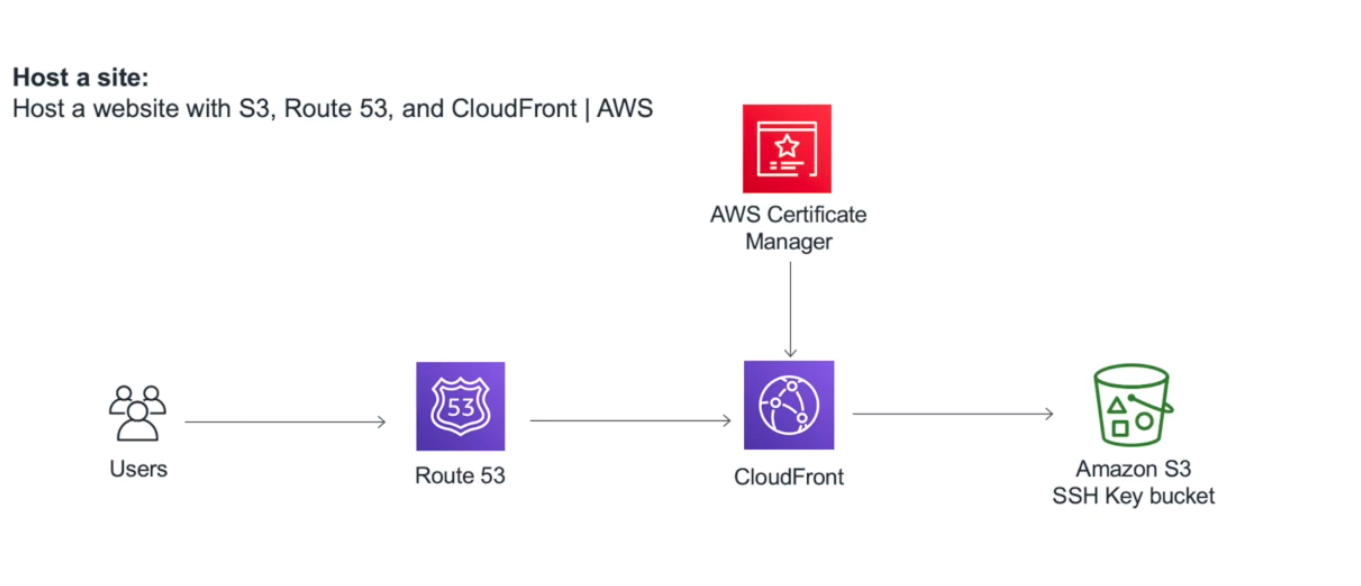 Host a site:
Host a website with S3, Route 53, and CloudFront | AWS
AWS Certificate
Manager
53
Users
Route 53
CloudFront
Amazon S3
SSH Key bucket